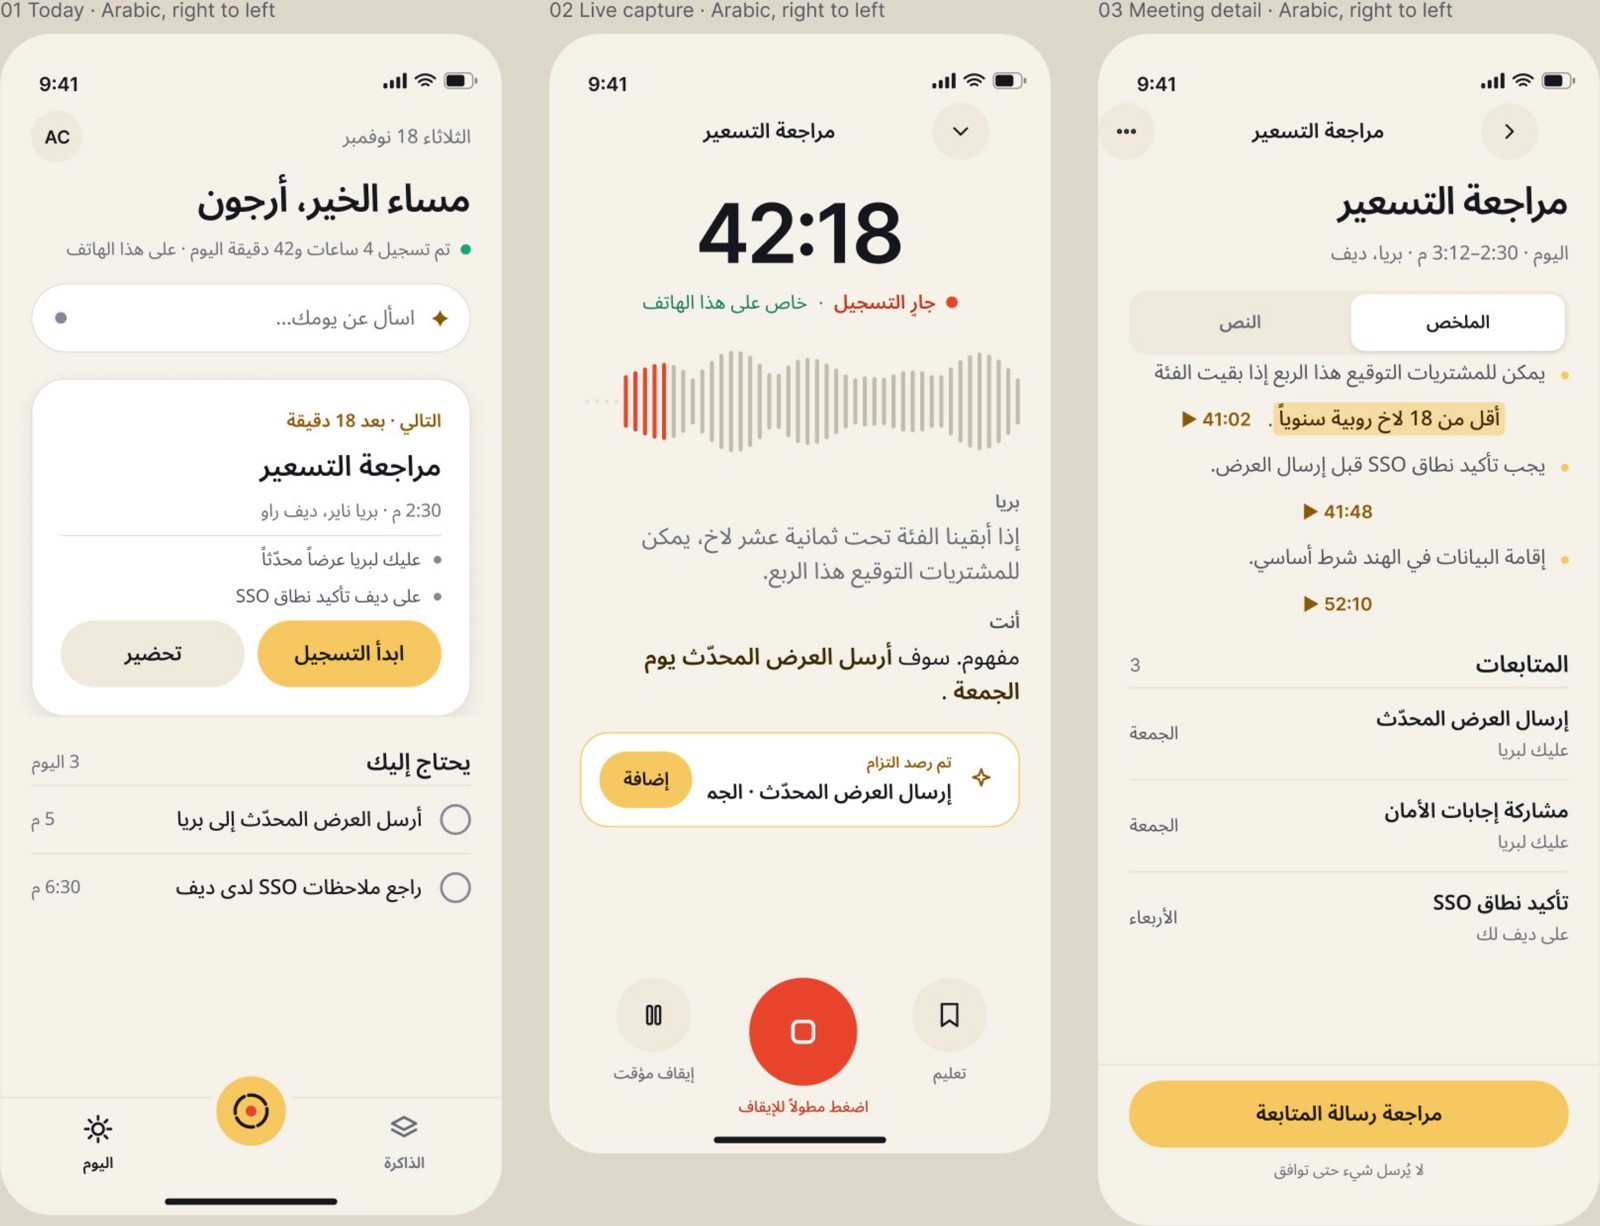 01 Today · Arabic, right to left
9:41
AC
الثلاثاء 18 نوفمبر
مساء الخير، أرجون
تم تسجيل 4 ساعات و42 دقيقة اليوم · على هذا الهاتف
اسأل عن يومك...
التالي · بعد 18 دقيقة
مراجعة التسعير
2:30 م · بريا ناير، ديف راو
عليك لبريا عرضاً محدّثاً
على ديف تأكيد نطاق SSO
ابدأ التسجيل
تحضير
يحتاج إليك
3 اليوم
أرسل العرض المحدّث إلى بريا
5 م
راجع ملاحظات SSO لدى ديف
6:30 م
الذاكرة
اليوم
02 Live capture · Arabic, right to left
9:41
مراجعة التسعير
42:18
جارٍ التسجيل · خاص على هذا الهاتف
بريا
إذا أبقينا الفئة تحت ثمانية عشر لاخ، يمكن
للمشتريات التوقيع هذا الربع.
أنت
مفهوم. سوف أرسل العرض المحدّث يوم
الجمعة .
تم رصد التزام
إرسال العرض المحدّث · الجم
إضافة
تعليم
إيقاف مؤقت
اضغط مطولاً للإيقاف
03 Meeting detail · Arabic, right to left
9:41
مراجعة التسعير
مراجعة التسعير
اليوم · 2:30–3:12 م · بريا، ديف
الملخص
النص
يمكن للمشتريات التوقيع هذا الربع إذا بقيت الفئة
أقل من 18 لاخ روبية سنوياً . 41:02
يجب تأكيد نطاق SSO قبل إرسال العرض.
41:48
إقامة البيانات في الهند شرط أساسي.
52:10
المتابعات
3
إرسال العرض المحدّث
عليك لبريا
الجمعة
مشاركة إجابات الأمان
عليك لبريا
الجمعة
تأكيد نطاق SSO
على ديف لك
الأربعاء
مراجعة رسالة المتابعة
لا يُرسل شيء حتى توافق